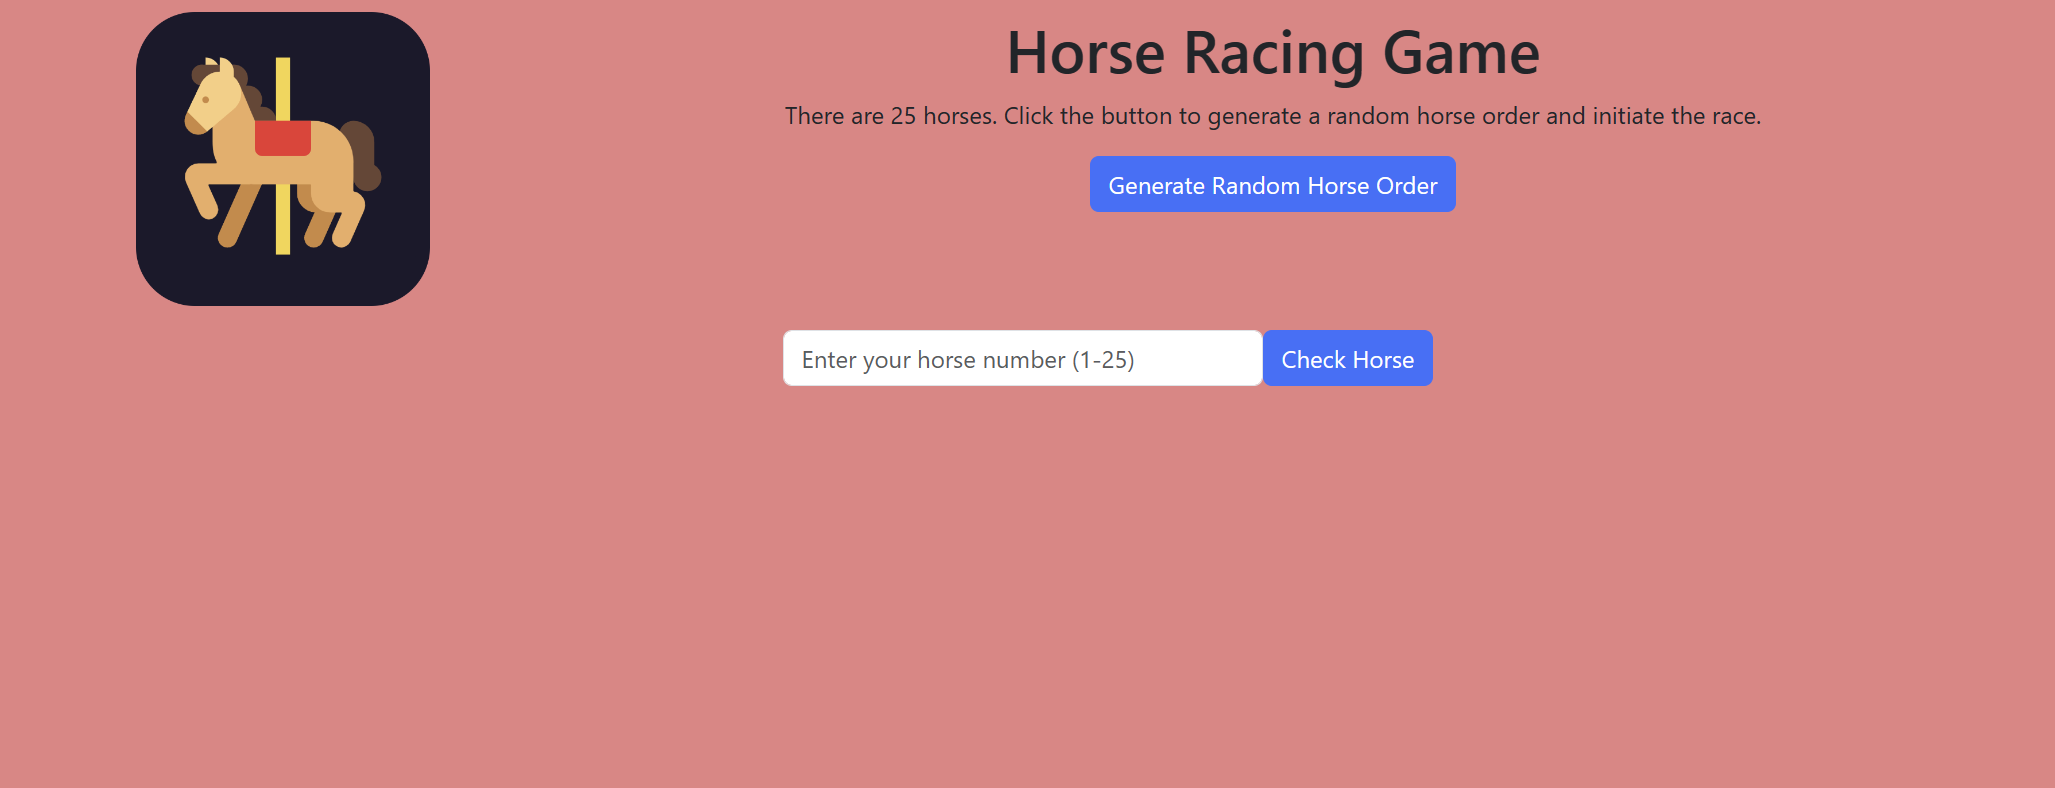 Horse Racing Game
There are 25 horses. Click the button to generate a random horse order and initiate the race.
Generate Random Horse Order
Enter your horse number (1-25)
Check Horse